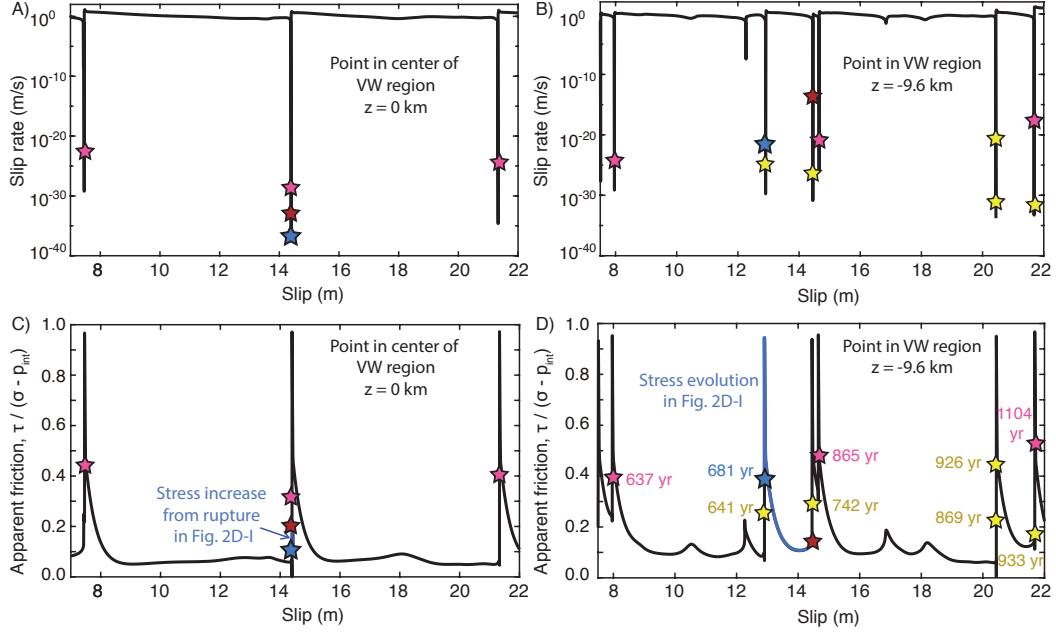 A)
B)
10⁰
10⁻¹⁰
10⁻²⁰
10⁻³⁰
10⁻⁴⁰
Slip rate (m/s)
Point in center of
VW region
z = 0 km
8
10
12
14
16
18
20
22
Slip (m)
10⁰
10⁻¹⁰
10⁻²⁰
10⁻³⁰
10⁻⁴⁰
Slip rate (m/s)
Point in VW region
z = -9.6 km
8
10
12
14
16
18
20
22
Slip (m)
C)
D)
1.0
0.8
0.6
0.4
0.2
0.0
Apparent friction, τ / (σ - p_int)
Point in center of
VW region
z = 0 km
Stress increase
from rupture
in Fig. 2D-I
8
10
12
14
16
18
20
22
Slip (m)
1.0
0.8
0.6
0.4
0.2
0.0
Apparent friction, τ / (σ - p_int)
Point in VW region
z = -9.6 km
Stress evolution
in Fig. 2D-I
1104
yr
637 yr
681 yr
641 yr
865 yr
742 yr
926 yr
869 yr
933 yr
8
10
12
14
16
18
20
22
Slip (m)